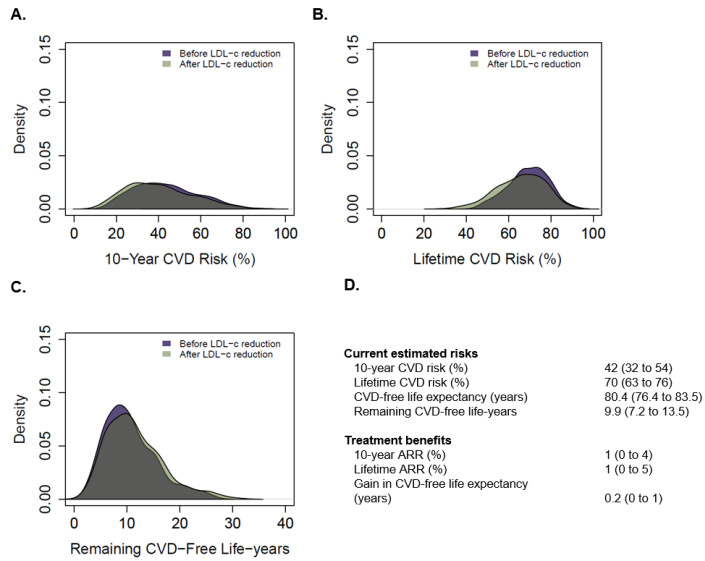 A.
0.15
0.10
0.05
0.00
Density
Before LDL−c reduction
After LDL−c reduction
0 20 40 60 80 100
10−Year CVD Risk (%)
B.
0.15
0.10
0.05
0.00
Density
Before LDL−c reduction
After LDL−c reduction
0 20 40 60 80 100
Lifetime CVD Risk (%)
C.
0.15
0.10
0.05
0.00
Density
Before LDL−c reduction
After LDL−c reduction
0 10 20 30 40
Remaining CVD−Free Life−years
D.
Current estimated risks
10-year CVD risk (%) 42 (32 to 54)
Lifetime CVD risk (%) 70 (63 to 76)
CVD-free life expectancy (years) 80.4 (76.4 to 83.5)
Remaining CVD-free life-years 9.9 (7.2 to 13.5)
Treatment benefits
10-year ARR (%) 1 (0 to 4)
Lifetime ARR (%) 1 (0 to 5)
Gain in CVD-free life expectancy
(years) 0.2 (0 to 1)